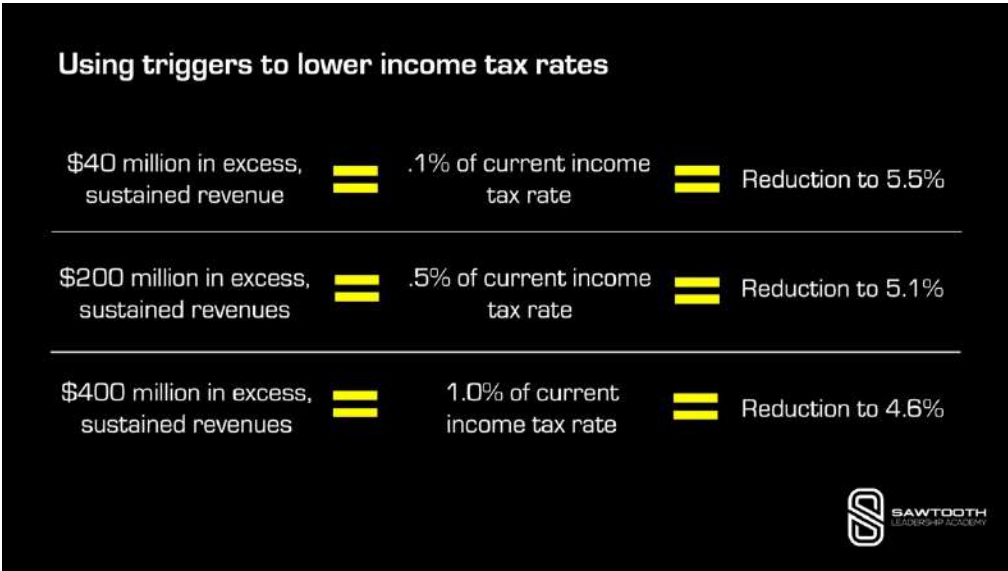 Using triggers to lower income tax rates
$40 million in excess,
sustained revenue
.1% of current income
tax rate
Reduction to 5.5%
$200 million in excess,
sustained revenues
.5% of current income
tax rate
Reduction to 5.1%
$400 million in excess,
sustained revenues
1.0% of current
income tax rate
Reduction to 4.6%
SAWTOOTH
LEADERSHIP ACADEMY